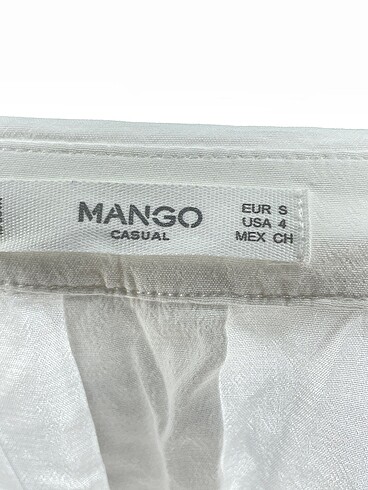 MANGO
CASUAL
EUR S
USA 4
MEX CH